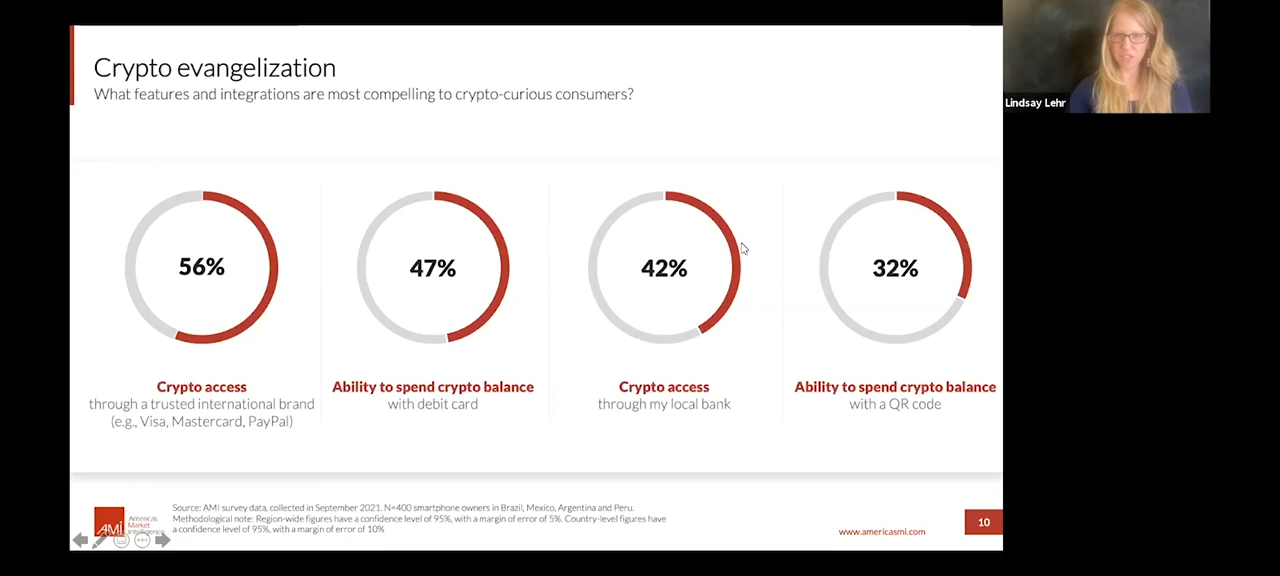 Crypto evangelization
What features and integrations are most compelling to crypto-curious consumers?
Lindsay Lehr
56%
47%
42%
32%
Crypto access
through a trusted international brand
(e.g., Visa, Mastercard, PayPal)
Ability to spend crypto balance
with debit card
Crypto access
through my local bank
Ability to spend crypto balance
with a QR code
AMI
Americas
Market
Intelligence
Source: AMI survey data, collected in September 2021. N=400 smartphone owners in Brazil, Mexico, Argentina and Peru.
Methodological note: Region-wide figures have a confidence level of 95%, with a margin of error of 5%. Country-level figures have
a confidence level of 95%, with a margin of error of 10%
www.americasmi.com
10